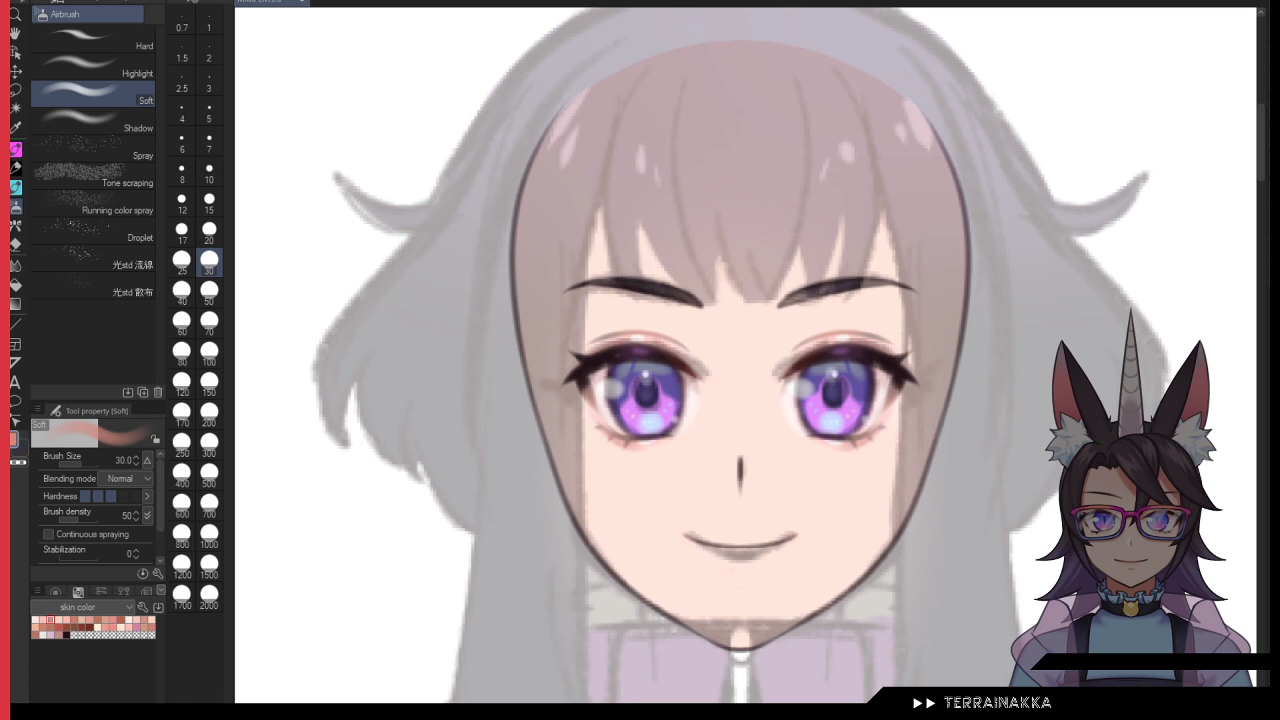 Airbrush
Hard
Highlight
Soft
Shadow
Spray
Tone scraping
Running color spray
Droplet
光std 流線
光std 散布
0.7 1
1.5 2
2.5 3
4 5
6 7
8 10
12 15
17 20
25 30
40 50
60 70
80 100
120 150
170 200
250 300
400 500
600 700
800 1000
1200 1500
1700 2000
Tool property [Soft]
Soft
Brush Size 30.0
Blending mode Normal
Hardness
Brush density 50
Continuous spraying
Stabilization 0
skin color
TERRAINAKKA